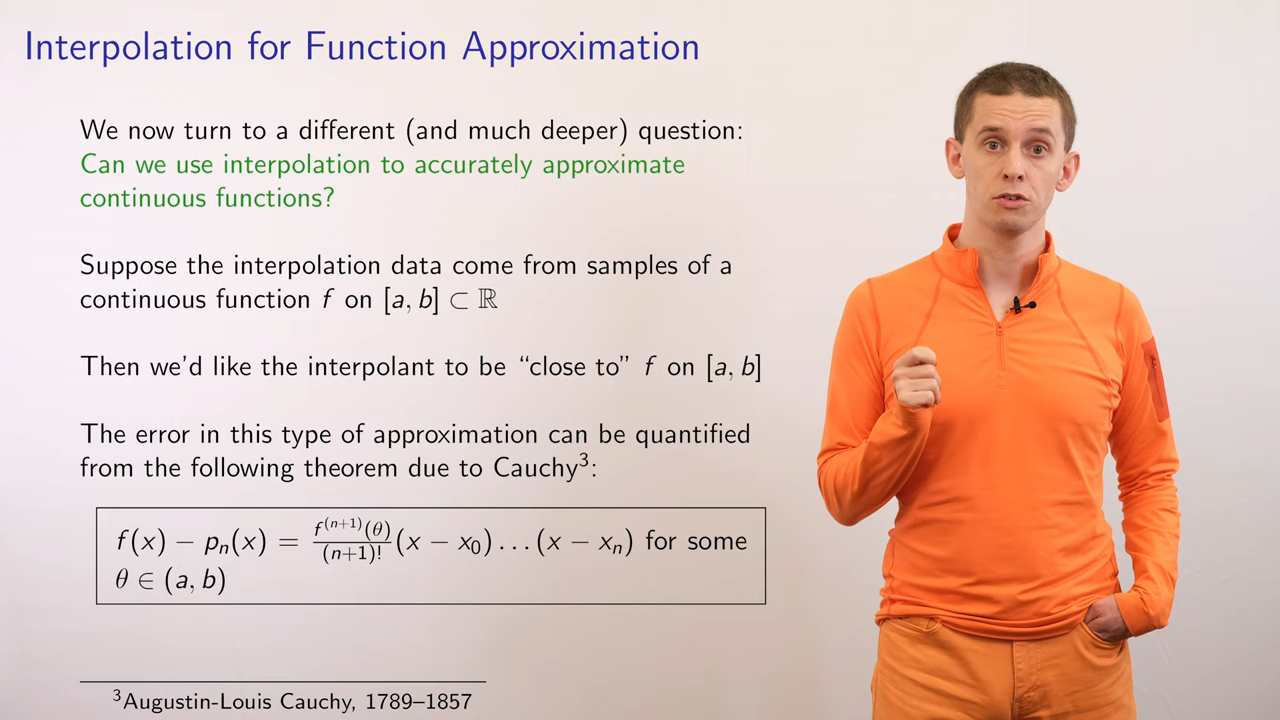 Interpolation for Function Approximation
We now turn to a different (and much deeper) question:
Can we use interpolation to accurately approximate
continuous functions?
Suppose the interpolation data come from samples of a
continuous function f on [a, b] ⊂ ℝ
Then we'd like the interpolant to be “close to” f on [a, b]
The error in this type of approximation can be quantified
from the following theorem due to Cauchy³:
f(x) − pₙ(x) = f⁽ⁿ⁺¹⁾(θ)/(n+1)! (x − x₀) . . . (x − xₙ) for some
θ ∈ (a, b)
³Augustin-Louis Cauchy, 1789–1857